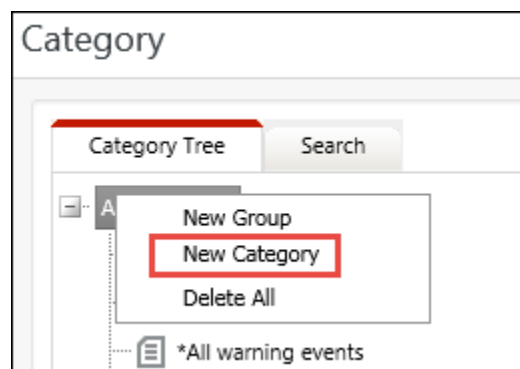 Category
Category Tree
Search
A
New Group
New Category
Delete All
*All warning events